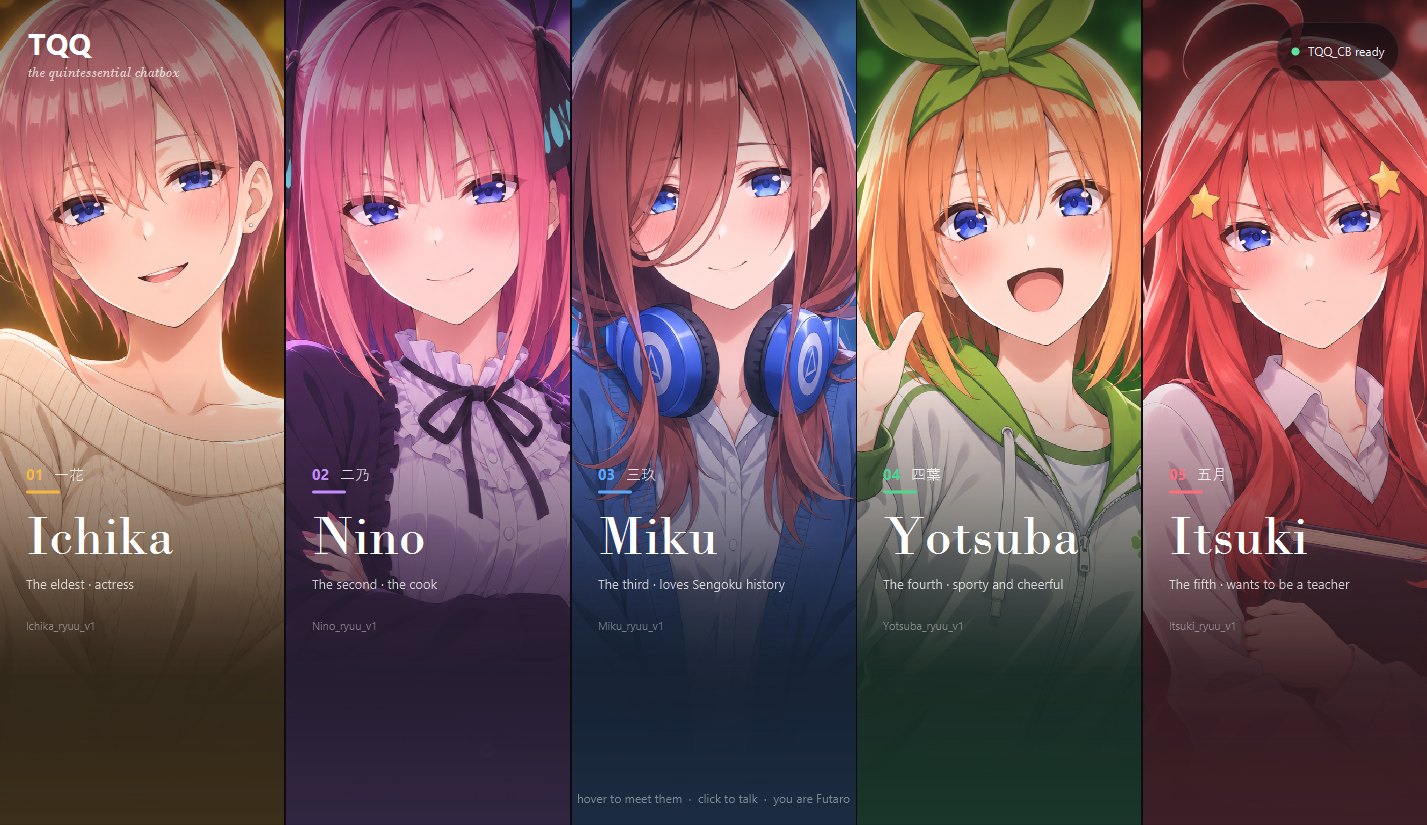 TQQ
the quintessential chatbox
TQQ_CB ready
01 一花
Ichika
The eldest · actress
Ichika_ryuu_v1
02 二乃
Nino
The second · the cook
Nino_ryuu_v1
03 三玖
Miku
The third · loves Sengoku history
Miku_ryuu_v1
04 四葉
Yotsuba
The fourth · sporty and cheerful
Yotsuba_ryuu_v1
05 五月
Itsuki
The fifth · wants to be a teacher
Itsuki_ryuu_v1
hover to meet them · click to talk · you are Futaro